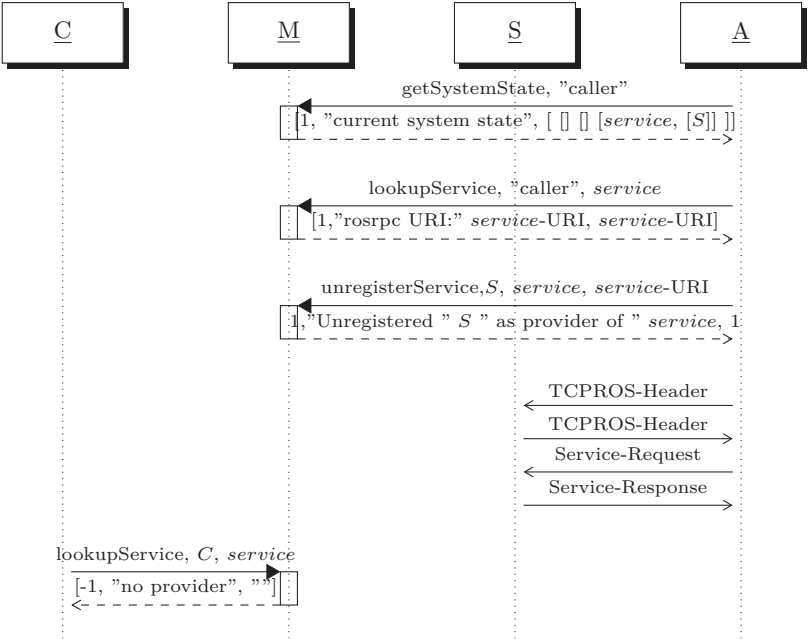 C M S A
getSystemState, "caller"
[1, "current system state", [ [] [] [service, [S]] ]]
lookupService, "caller", service
[1,"rosrpc URI:" service-URI, service-URI]
unregisterService,S, service, service-URI
1,"Unregistered " S " as provider of " service, 1
TCPROS-Header
TCPROS-Header
Service-Request
Service-Response
lookupService, C, service
[-1, "no provider", ""]